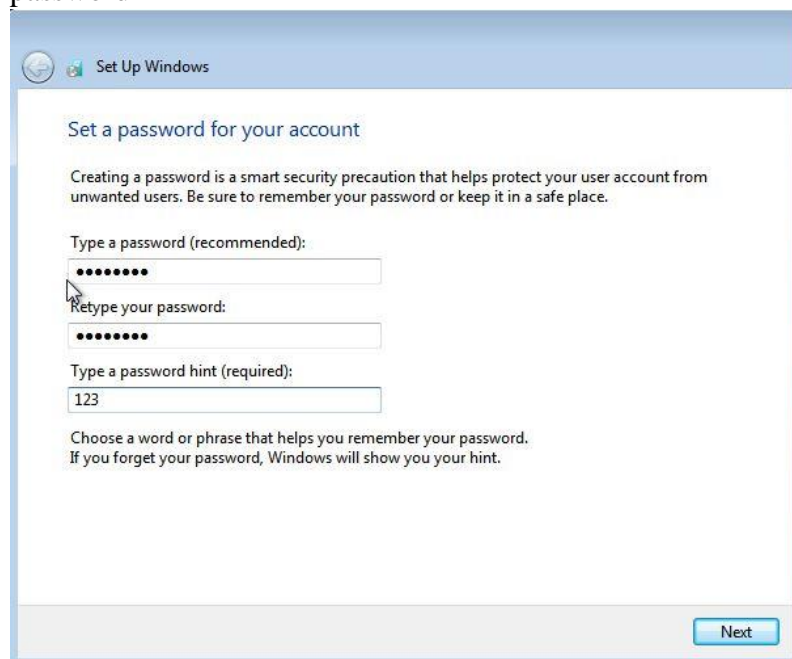 Set Up Windows
Set a password for your account
Creating a password is a smart security precaution that helps protect your user account from
unwanted users. Be sure to remember your password or keep it in a safe place.
Type a password (recommended):
••••••••
Retype your password:
••••••••
Type a password hint (required):
123
Choose a word or phrase that helps you remember your password.
If you forget your password, Windows will show you your hint.
Next